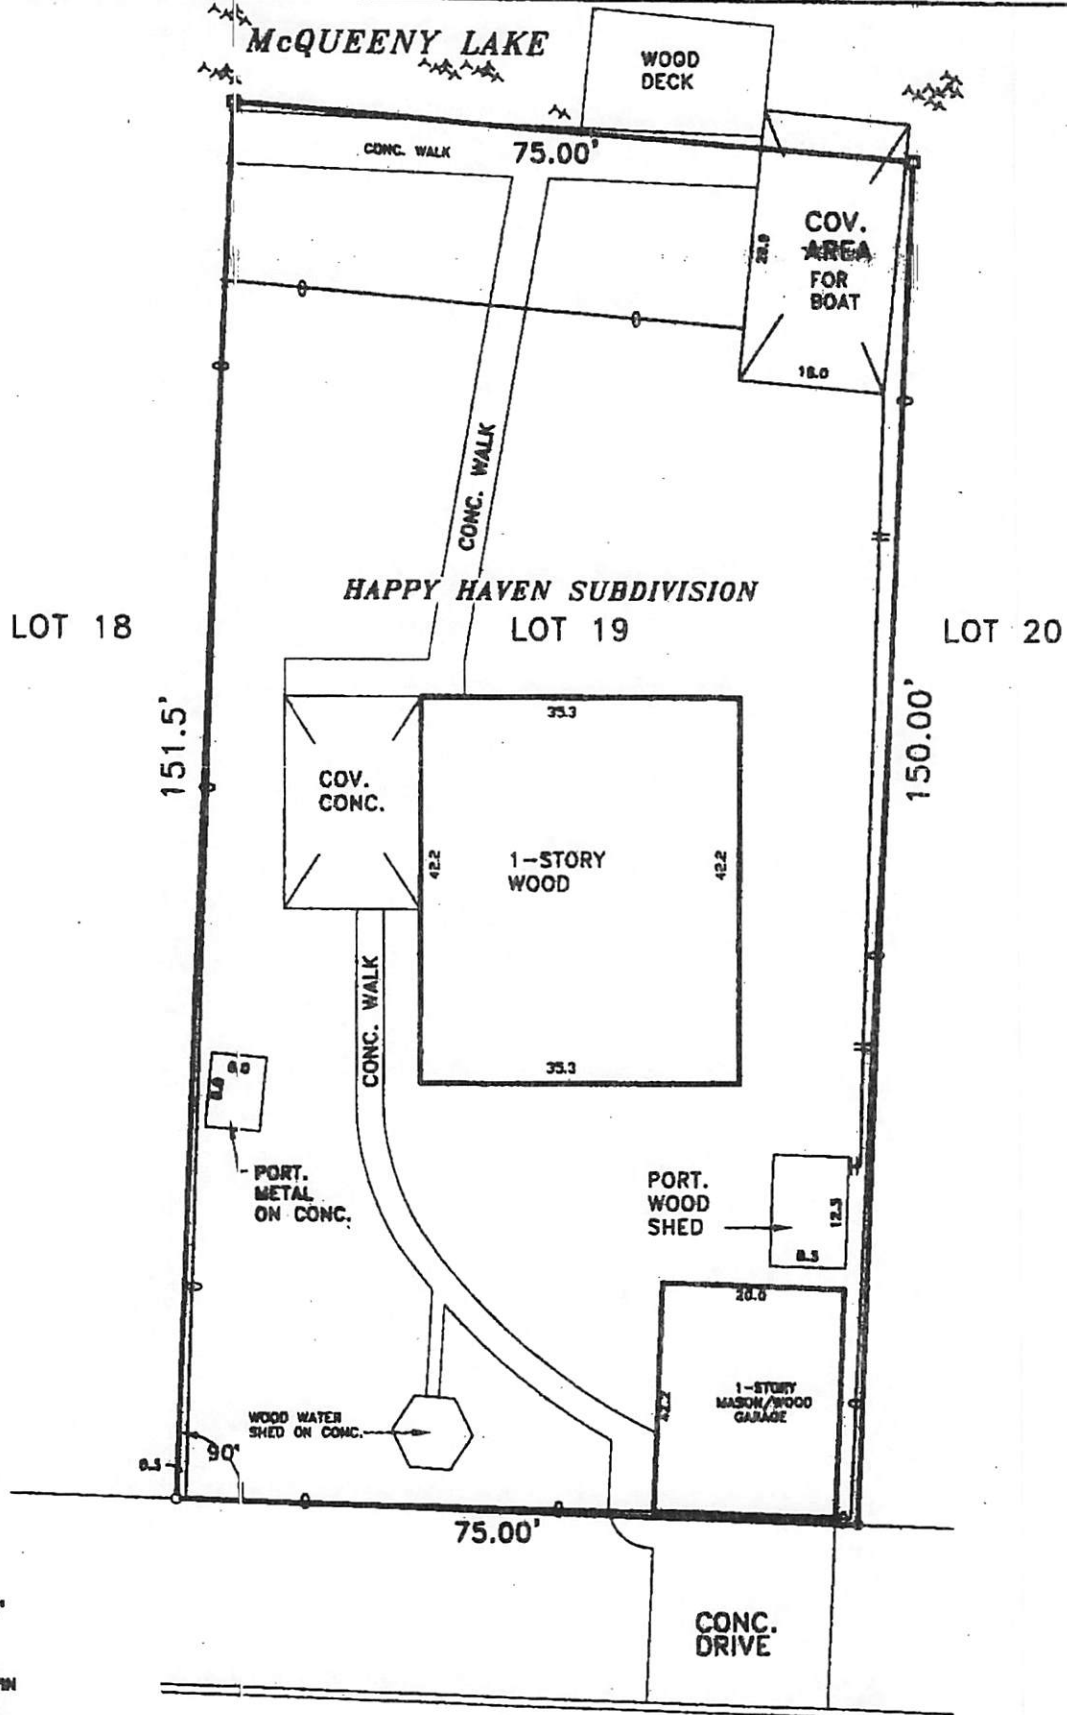 McQUEENY LAKE
WOOD
DECK
CONC. WALK
75.00'
COV.
AREA
FOR
BOAT
16.0
CONC. WALK
HAPPY HAVEN SUBDIVISION
LOT 18
LOT 19
LOT 20
151.5'
150.00'
35.3
COV.
CONC.
42.2
1-STORY
WOOD
42.2
CONC. WALK
35.3
PORT.
METAL
ON CONC.
PORT.
WOOD
SHED
12.5
8.5
20.0
1-STORY
MASON/WOOD
GARAGE
WOOD WATER
SHED ON CONC.
90°
0.5
75.00'
CONC.
DRIVE